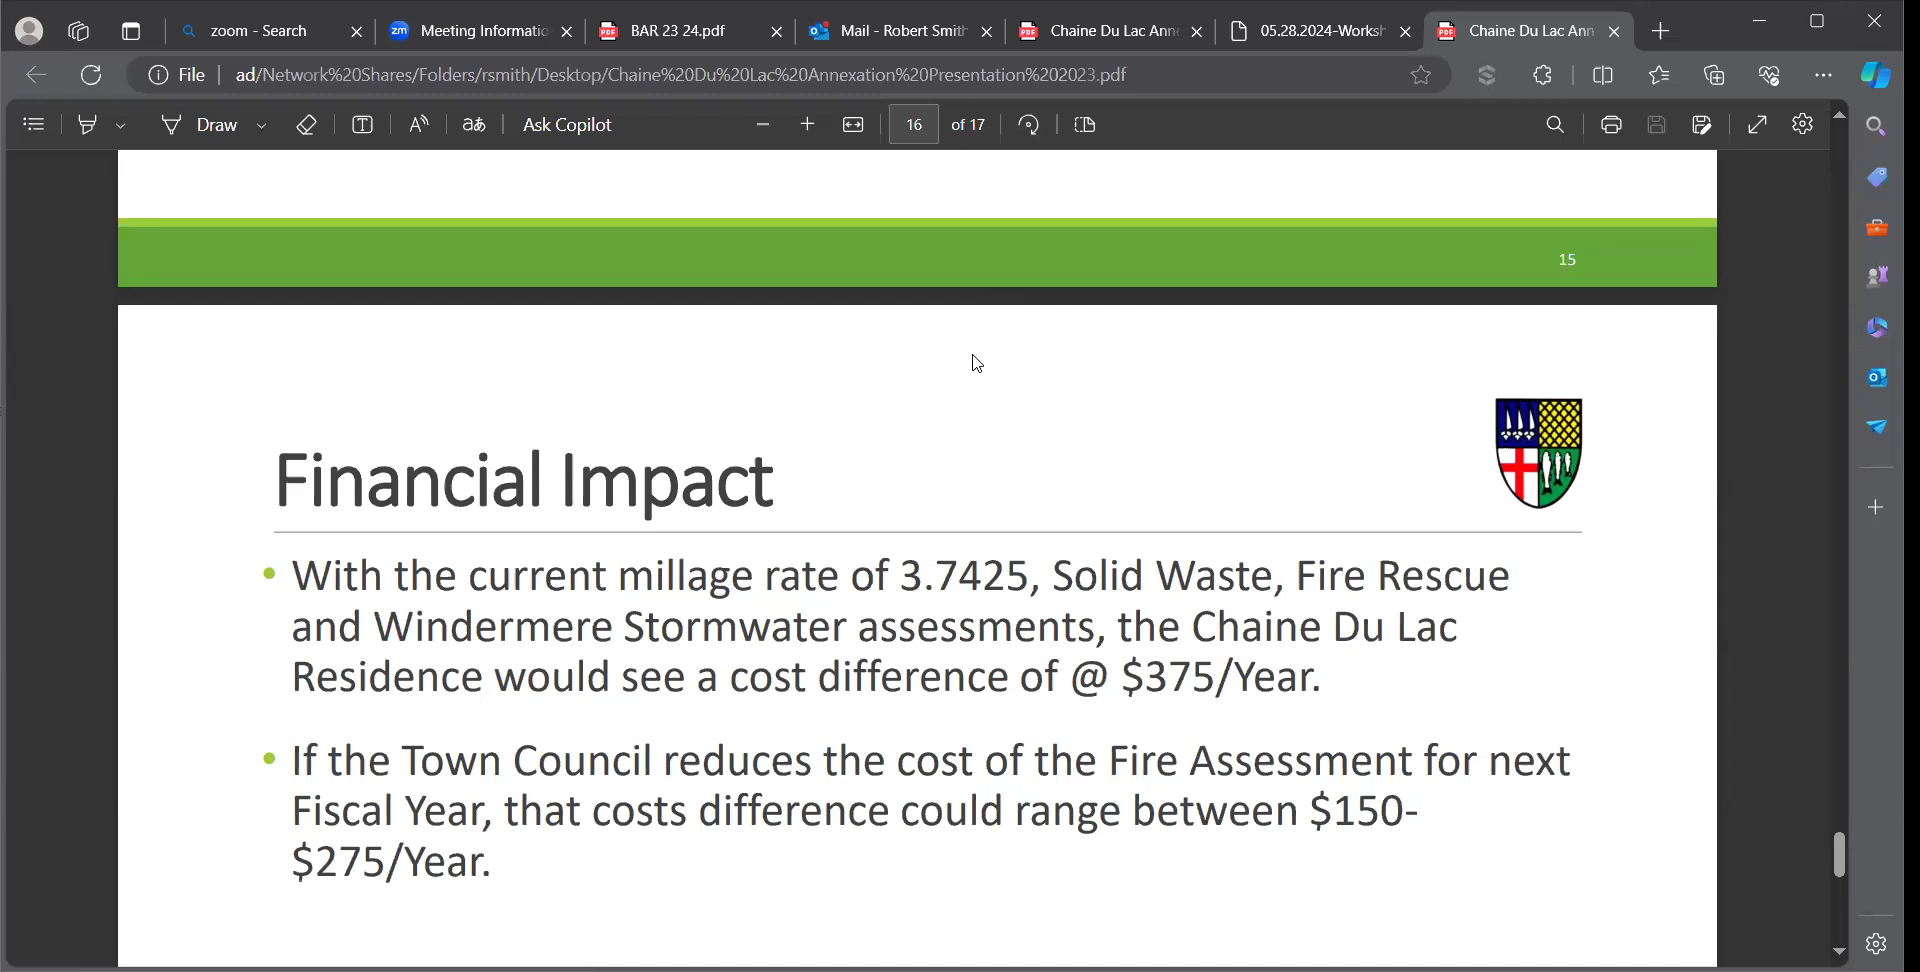 zoom - Search
Meeting Informatio
BAR 23 24.pdf
Mail - Robert Smith
Chaine Du Lac Anne
05.28.2024-Worksh
Chaine Du Lac Ann
File
ad/Network%20Shares/Folders/rsmith/Desktop/Chaine%20Du%20Lac%20Annexation%20Presentation%202023.pdf
Draw
Ask Copilot
16 of 17
15
Financial Impact
• With the current millage rate of 3.7425, Solid Waste, Fire Rescue
and Windermere Stormwater assessments, the Chaine Du Lac
Residence would see a cost difference of @ $375/Year.
• If the Town Council reduces the cost of the Fire Assessment for next
Fiscal Year, that costs difference could range between $150-
$275/Year.